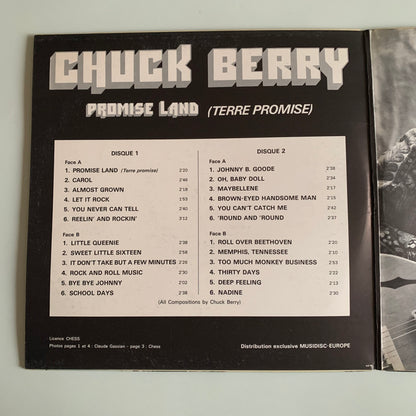 CHUCK BERRY
PROMISE LAND (TERRE PROMISE)
DISQUE 1
Face A
1. PROMISE LAND (Terre promise) 2'20
2. CAROL 2'46
3. ALMOST GROWN 2'18
4. LET IT ROCK 1'53
5. YOU NEVER CAN TELL 2'40
6. REELIN' AND ROCKIN' 3'12
Face B
1. LITTLE QUEENIE 2'38
2. SWEET LITTLE SIXTEEN 2'58
3. IT DON'T TAKE BUT A FEW MINUTES 2'28
4. ROCK AND ROLL MUSIC 2'30
5. BYE BYE JOHNNY 2'02
6. SCHOOL DAYS 2'38
DISQUE 2
Face A
1. JOHNNY B. GOODE 2'38
2. OH, BABY DOLL 2'34
3. MAYBELLENE 2'17
4. BROWN-EYED HANDSOME MAN 2'15
5. YOU CAN'T CATCH ME 2'42
6. 'ROUND AND 'ROUND 2'37
Face B
1. ROLL OVER BEETHOVEN 2'20
2. MEMPHIS, TENNESSEE 2'10
3. TOO MUCH MONKEY BUSINESS 2'53
4. THIRTY DAYS 2'22
5. DEEP FEELING 2'13
6. NADINE 2'30
(All Compositions by Chuck Berry)
Licence CHESS
Photos pages 1 et 4 : Claude Gassian - page 3 : Chess
Distribution exclusive MUSIDISC-EUROPE